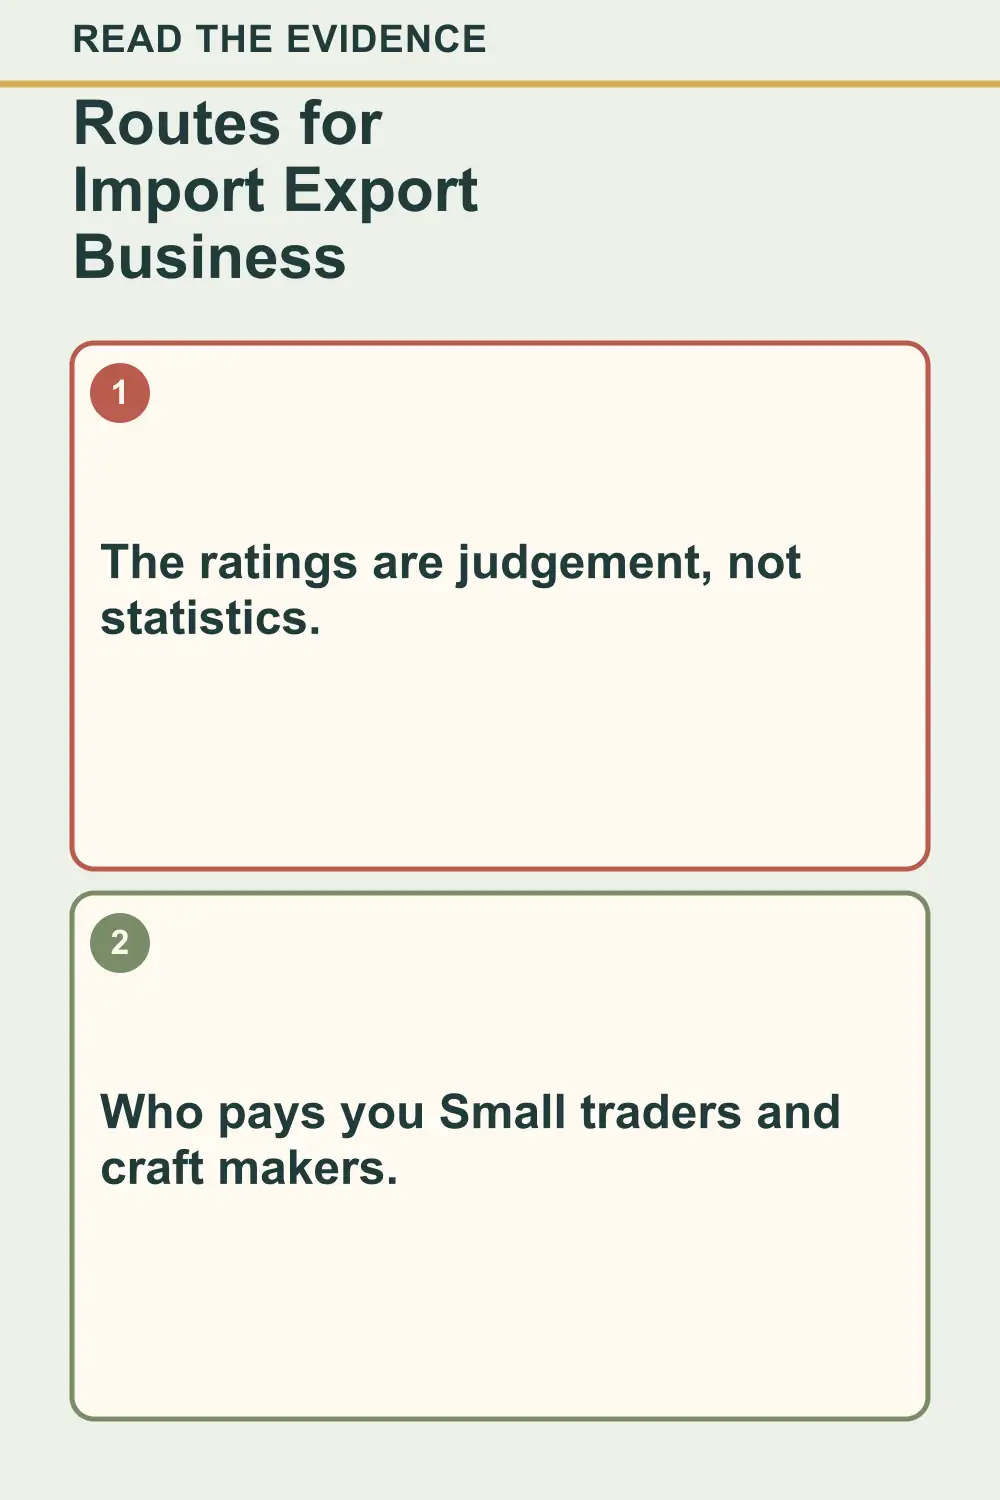 READ THE EVIDENCE
Routes for
Import Export
Business
1
The ratings are judgement, not
statistics.
2
Who pays you Small traders and
craft makers.